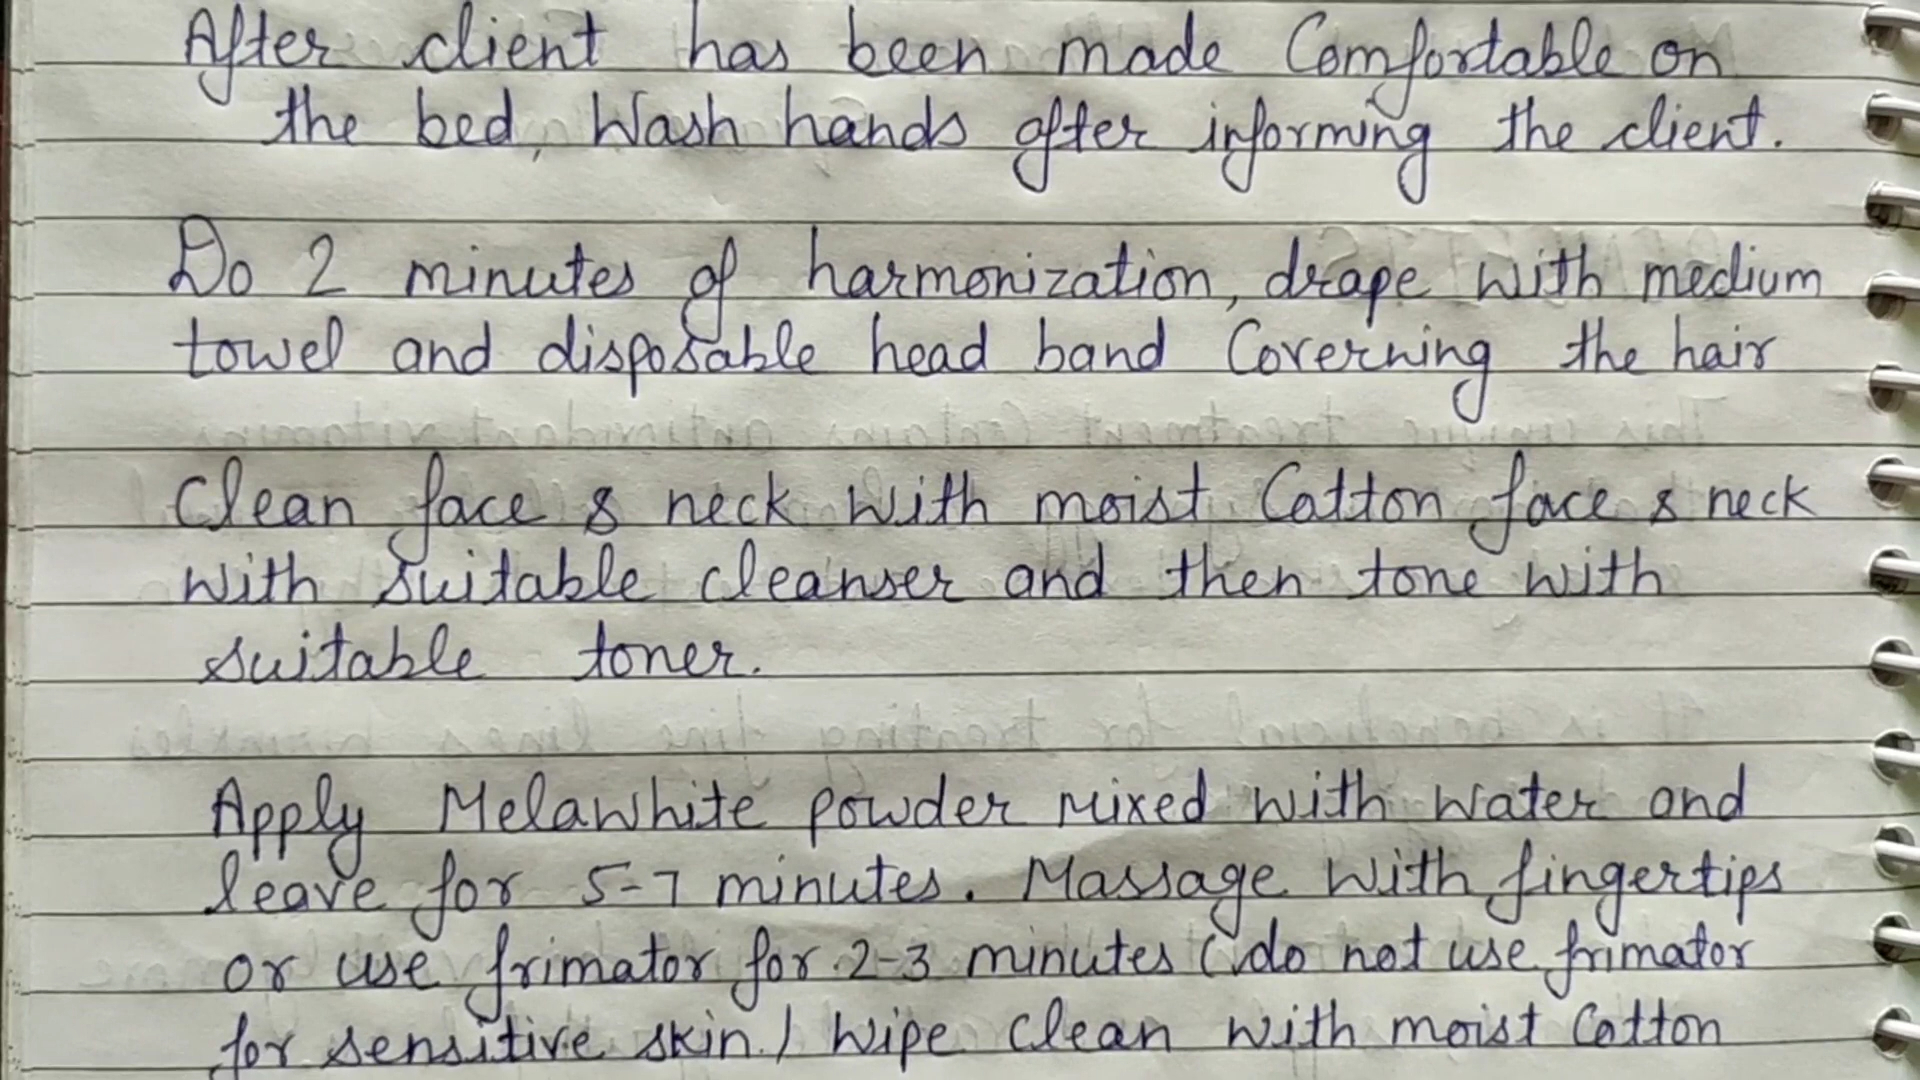 After client has been made Comfortable on
the bed, Wash hands after informing the client.
Do 2 minutes of harmonization, drape with medium
towel and disposable head band Coverning the hair
Clean face & neck with moist Cotton face & neck
with suitable cleanser and then tone with
suitable toner.
Apply Melawhite powder Mixed with water and
leave for 5-7 minutes. Massage with fingertips
or use frimator for 2-3 minutes (do not use frimator
for sensitive skin.) Wipe clean with moist Cotton